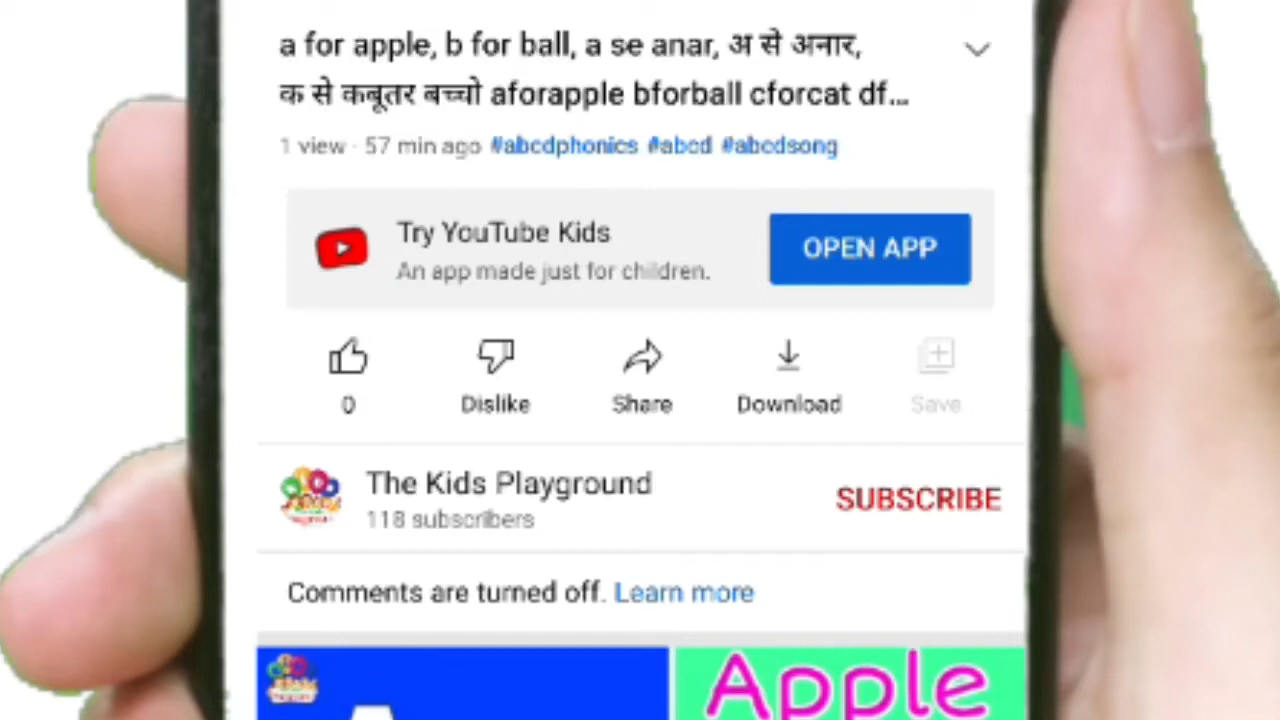 a for apple, b for ball, a se anar, अ से अनार,
क से कबूतर बच्चो aforapple bforball cforcat df...
1 view · 57 min ago #abcdphonics #abcd #abcdsong
Try YouTube Kids
An app made just for children.
OPEN APP
0
Dislike
Share
Download
Save
The Kids Playground
118 subscribers
SUBSCRIBE
Comments are turned off. Learn more
Apple